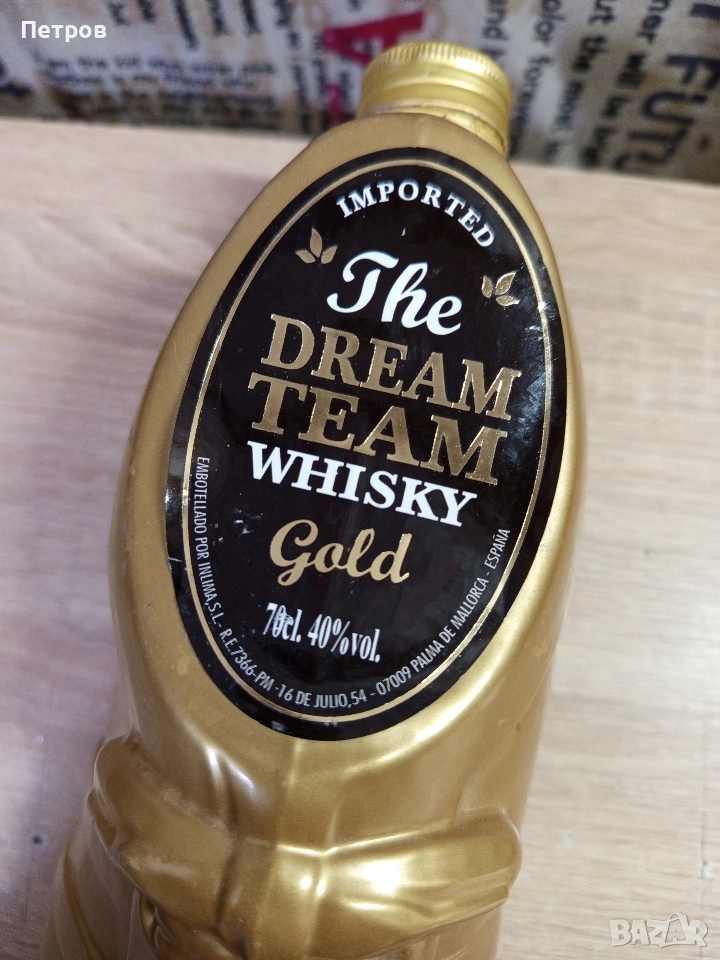 Петров
IMPORTED
The
DREAM
TEAM
WHISKY
Gold
70cl. 40%vol.
EMBOTELLADO POR INLIMA, S.L. - R.E. 7366-PM - 16 DE JULIO, 54 - 07009 PALMA DE MALLORCA - ESPAÑA
FUTU
BAZAR